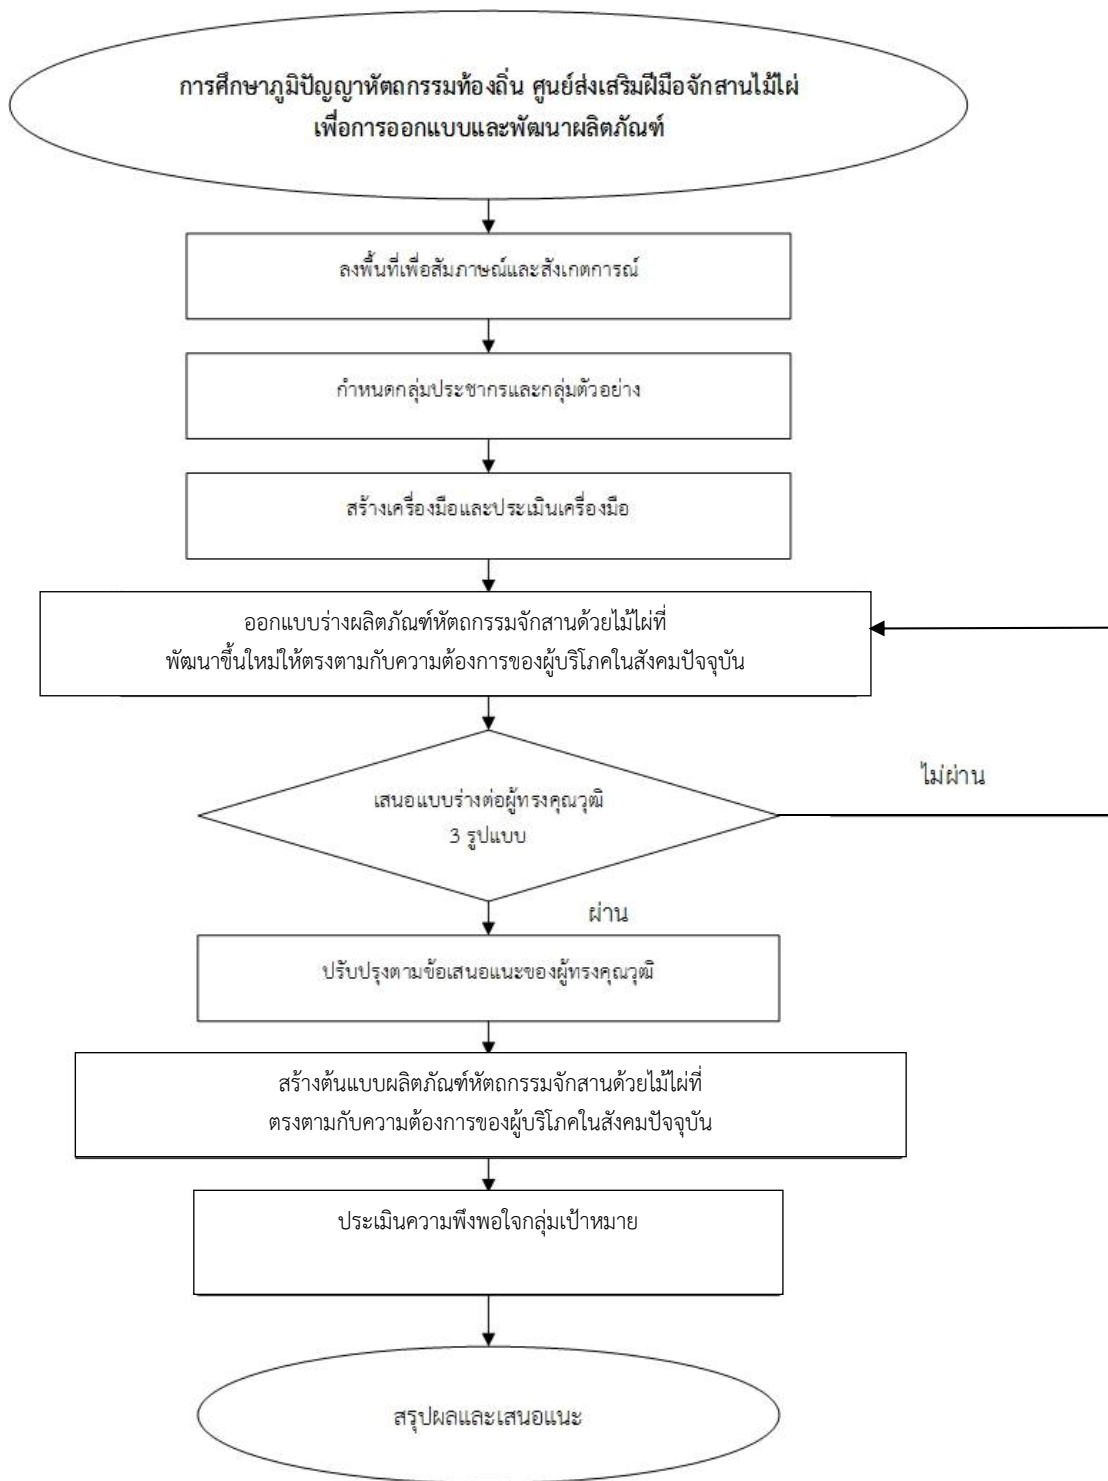 การศึกษาภูมิปัญญาหัตถกรรมท้องถิ่น ศูนย์ส่งเสริมฝีมือจักสานไม้ไผ่
เพื่อการออกแบบและพัฒนาผลิตภัณฑ์
ลงพื้นที่เพื่อสัมภาษณ์และสังเกตการณ์
กำหนดกลุ่มประชากรและกลุ่มตัวอย่าง
สร้างเครื่องมือและประเมินเครื่องมือ
ออกแบบร่างผลิตภัณฑ์หัตถกรรมจักสานด้วยไม้ไผ่ที่
พัฒนาขึ้นใหม่ให้ตรงตามกับความต้องการของผู้บริโภคในสังคมปัจจุบัน
ไม่ผ่าน
เสนอแบบร่างต่อผู้ทรงคุณวุฒิ
3 รูปแบบ
ผ่าน
ปรับปรุงตามข้อเสนอแนะของผู้ทรงคุณวุฒิ
สร้างต้นแบบผลิตภัณฑ์หัตถกรรมจักสานด้วยไม้ไผ่ที่
ตรงตามกับความต้องการของผู้บริโภคในสังคมปัจจุบัน
ประเมินความพึงพอใจกลุ่มเป้าหมาย
สรุปผลและเสนอแนะ